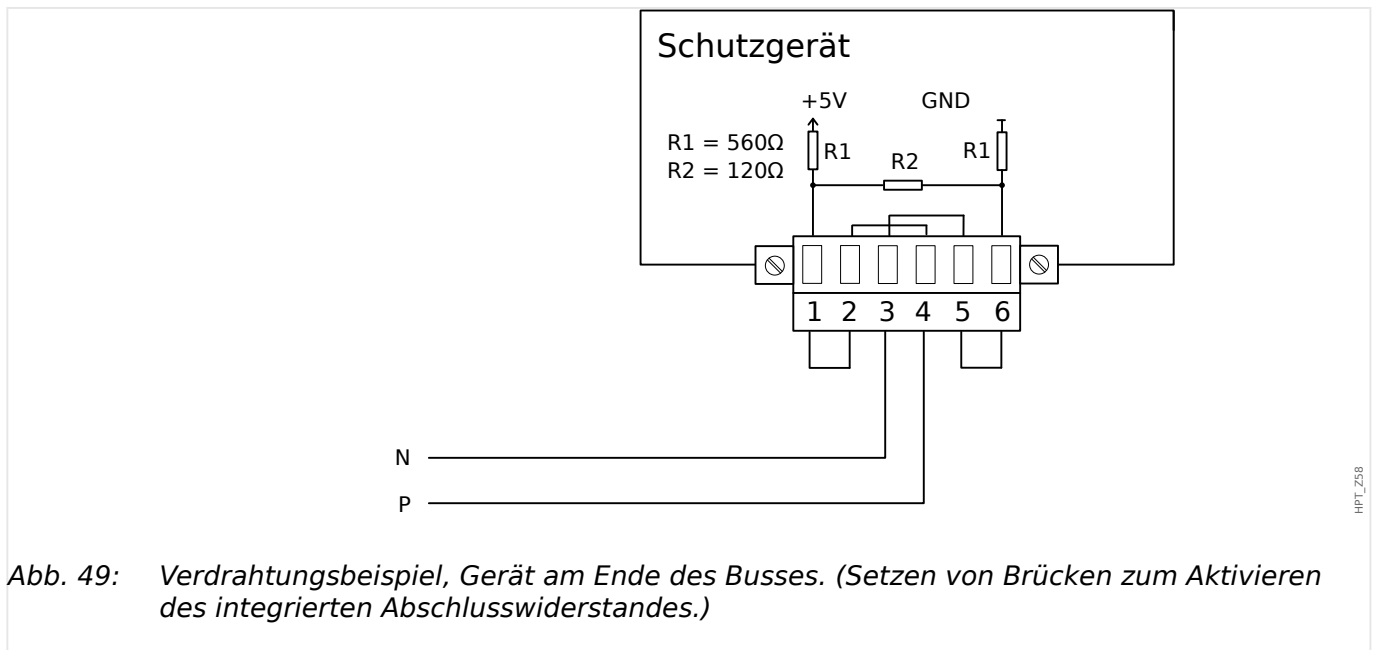 Schutzgerät
+5V GND
R1 = 560Ω
R2 = 120Ω
R1 R2 R1
1 2 3 4 5 6
N
P
HPT_Z58
Abb. 49: Verdrahtungsbeispiel, Gerät am Ende des Busses. (Setzen von Brücken zum Aktivieren
des integrierten Abschlusswiderstandes.)